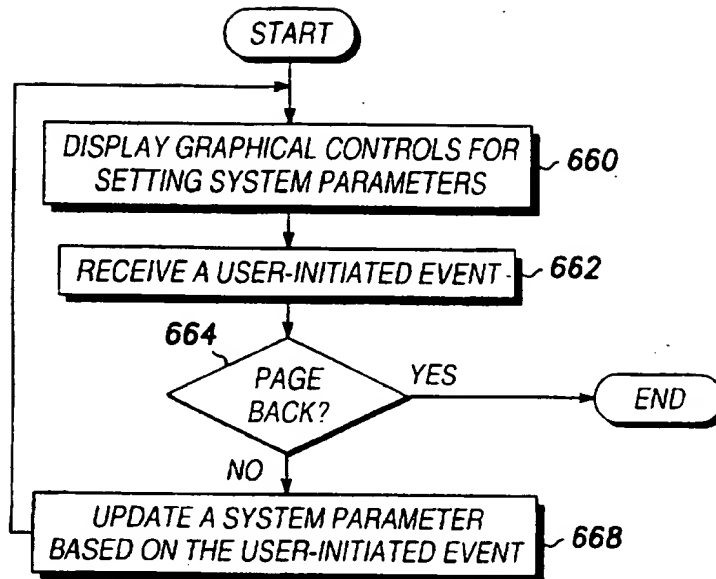 START
DISPLAY GRAPHICAL CONTROLS FOR
SETTING SYSTEM PARAMETERS
660
RECEIVE A USER-INITIATED EVENT
662
664
PAGE
BACK?
YES
END
NO
UPDATE A SYSTEM PARAMETER
BASED ON THE USER-INITIATED EVENT
668